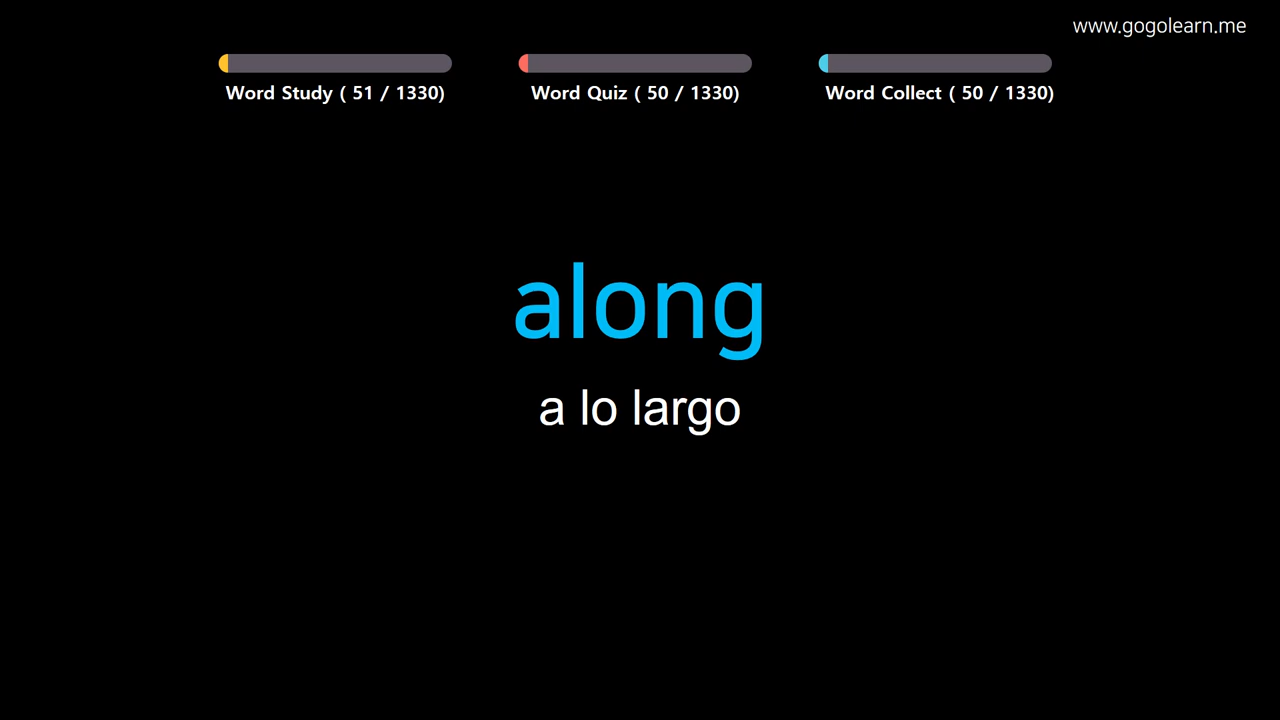 www.gogolearn.me
Word Study ( 51 / 1330)
Word Quiz ( 50 / 1330)
Word Collect ( 50 / 1330)
along
a lo largo